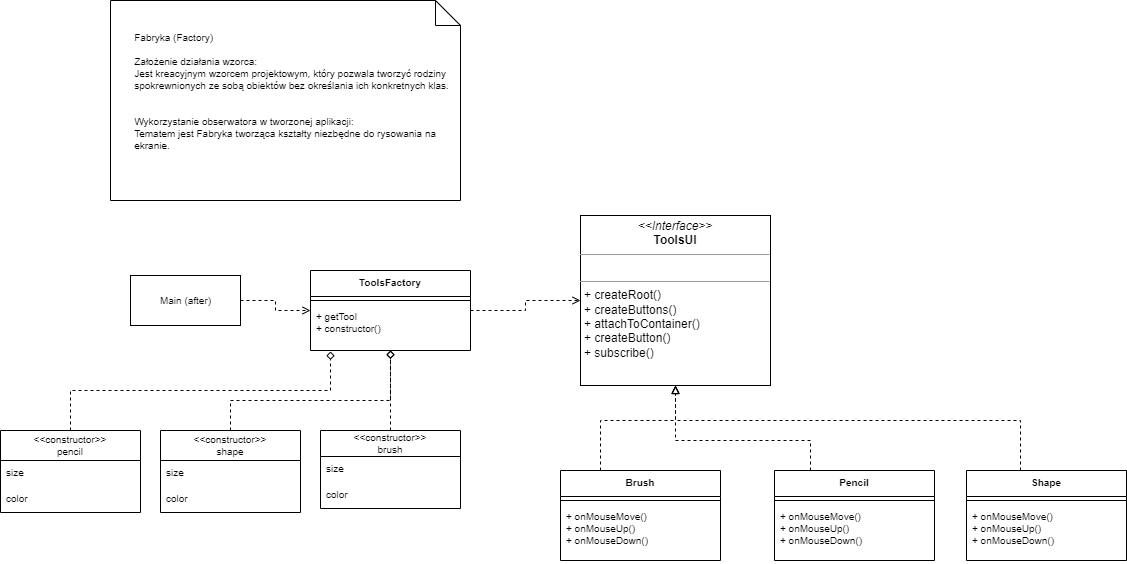 Fabryka (Factory)
Założenie działania wzorca:
Jest kreacyjnym wzorcem projektowym, który pozwala tworzyć rodziny
spokrewnionych ze sobą obiektów bez określania ich konkretnych klas.
Wykorzystanie obserwatora w tworzonej aplikacji:
Tematem jest Fabryka tworząca kształty niezbędne do rysowania na
ekranie.
<<Interface>>
ToolsUI
+ createRoot()
+ createButtons()
+ attachToContainer()
+ createButton()
+ subscribe()
Main (after)
ToolsFactory
+ getTool
+ constructor()
<<constructor>>
pencil
size
color
<<constructor>>
shape
size
color
<<constructor>>
brush
size
color
Brush
+ onMouseMove()
+ onMouseUp()
+ onMouseDown()
Pencil
+ onMouseMove()
+ onMouseUp()
+ onMouseDown()
Shape
+ onMouseMove()
+ onMouseUp()
+ onMouseDown()